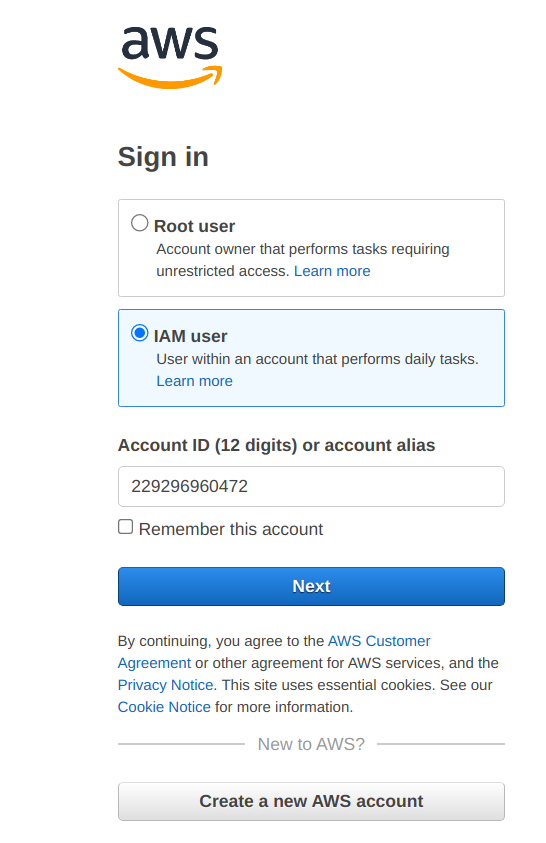 aws
Sign in
Root user
Account owner that performs tasks requiring
unrestricted access. Learn more
IAM user
User within an account that performs daily tasks.
Learn more
Account ID (12 digits) or account alias
229296960472
Remember this account
Next
By continuing, you agree to the AWS Customer
Agreement or other agreement for AWS services, and the
Privacy Notice. This site uses essential cookies. See our
Cookie Notice for more information.
New to AWS?
Create a new AWS account